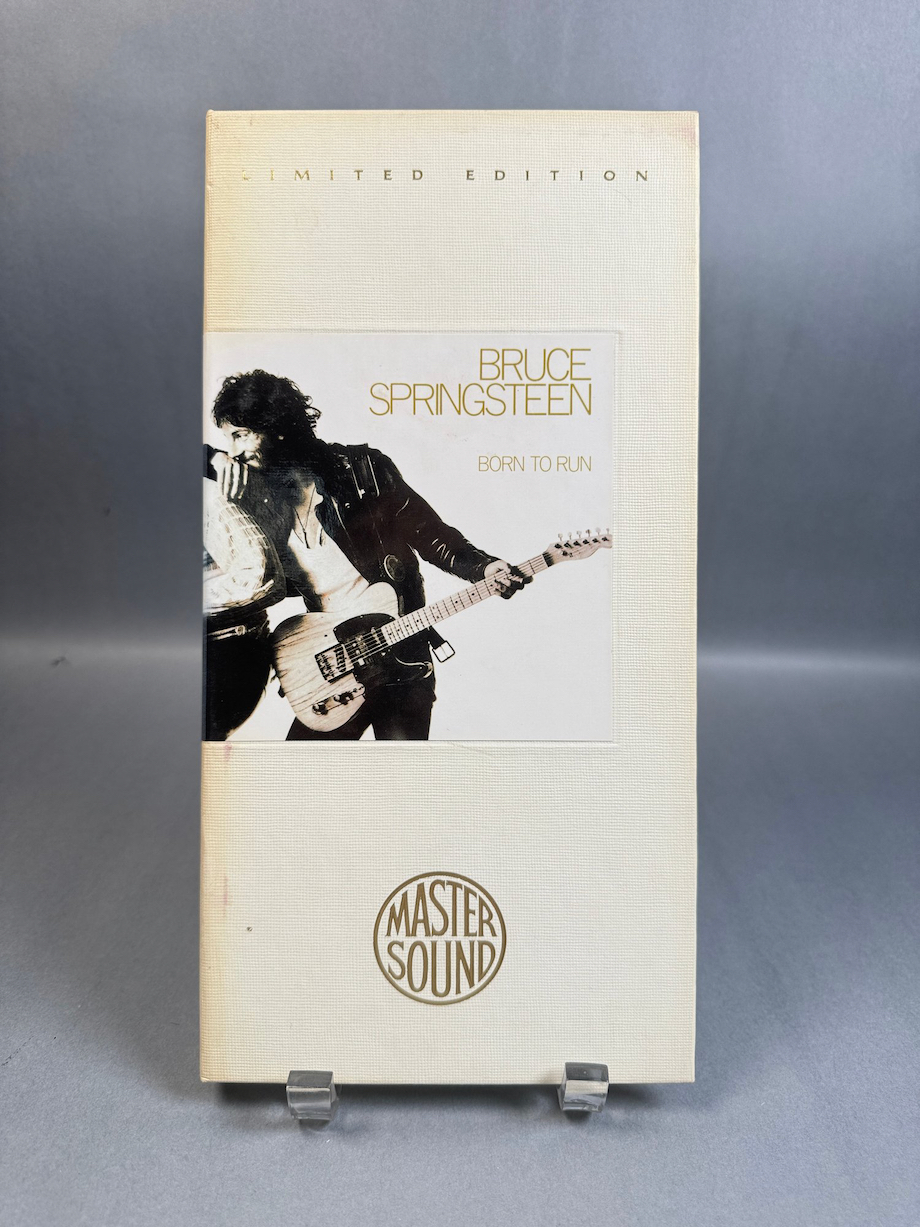 LIMITED EDITION
BRUCE
SPRINGSTEEN
BORN TO RUN
MASTER
SOUND